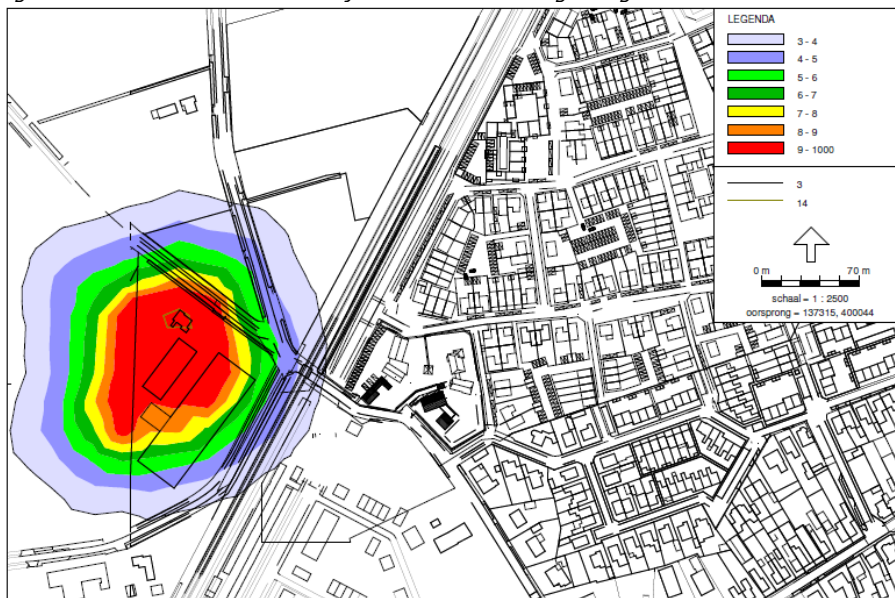 LEGENDA
3 - 4
4 - 5
5 - 6
6 - 7
7 - 8
8 - 9
9 - 1000
3
14
0 m 70 m
schaal = 1 : 2500
oorsprong = 137315, 400044